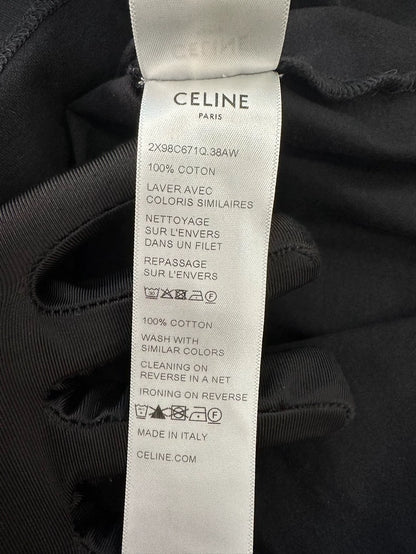 CELINE
PARIS
2X98C671Q.38AW
100% COTON
LAVER AVEC
COLORIS SIMILAIRES
NETTOYAGE
SUR L'ENVERS
DANS UN FILET
REPASSAGE
SUR L'ENVERS
100% COTTON
WASH WITH
SIMILAR COLORS
CLEANING ON
REVERSE IN A NET
IRONING ON REVERSE
MADE IN ITALY
CELINE.COM